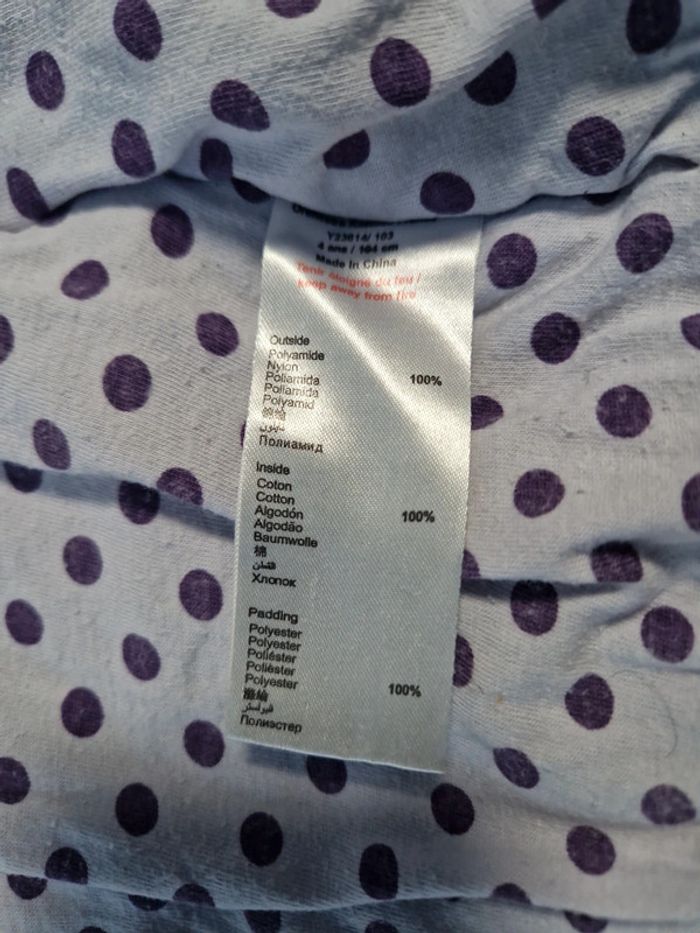 Y23614/ 103
4 ans / 104 cm
Made In China
Tenir éloigné du feu /
keep away from fire
Outside
Polyamide
Nylon
Poliamida
Poliamida
Polyamid
Полиамид
100%
Inside
Coton
Cotton
Algodón
Algodão
Baumwolle
棉
القطن
Хлопок
100%
Padding
Polyester
Polyester
Poliéster
Poliéster
Polyester
Полиэстер
100%